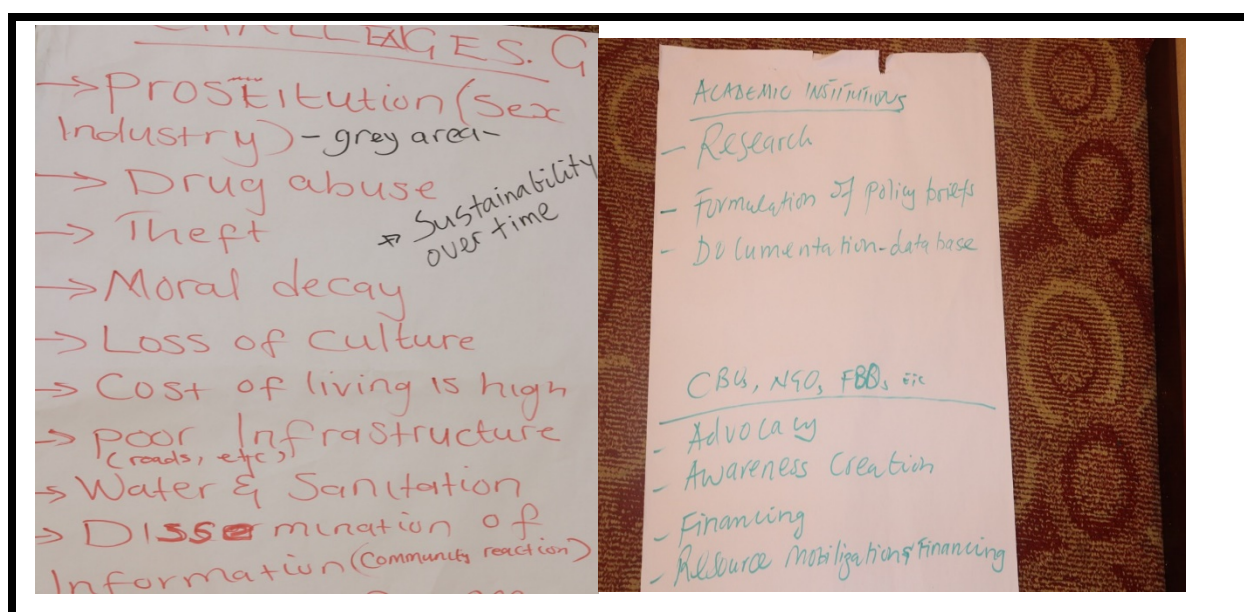 CHALLENGES. G
→ Prostitution (Sex
Industry) - grey area -
→ Drug abuse
* Sustainability
over time
→ Theft
→ Moral decay
→ Loss of culture
→ Cost of living is high
→ poor Infrastructure
(roads, etc)
→ Water & Sanitation
→ Dissemination of
Information (Community reaction)
ACADEMIC INSTITUTIONS
- Research
- Formulation of policy briefs
- Documentation-database
CBOs, NGO, FBOs, etc
- Advocacy
- Awareness Creation
- Financing
- Resource Mobilization & Financing